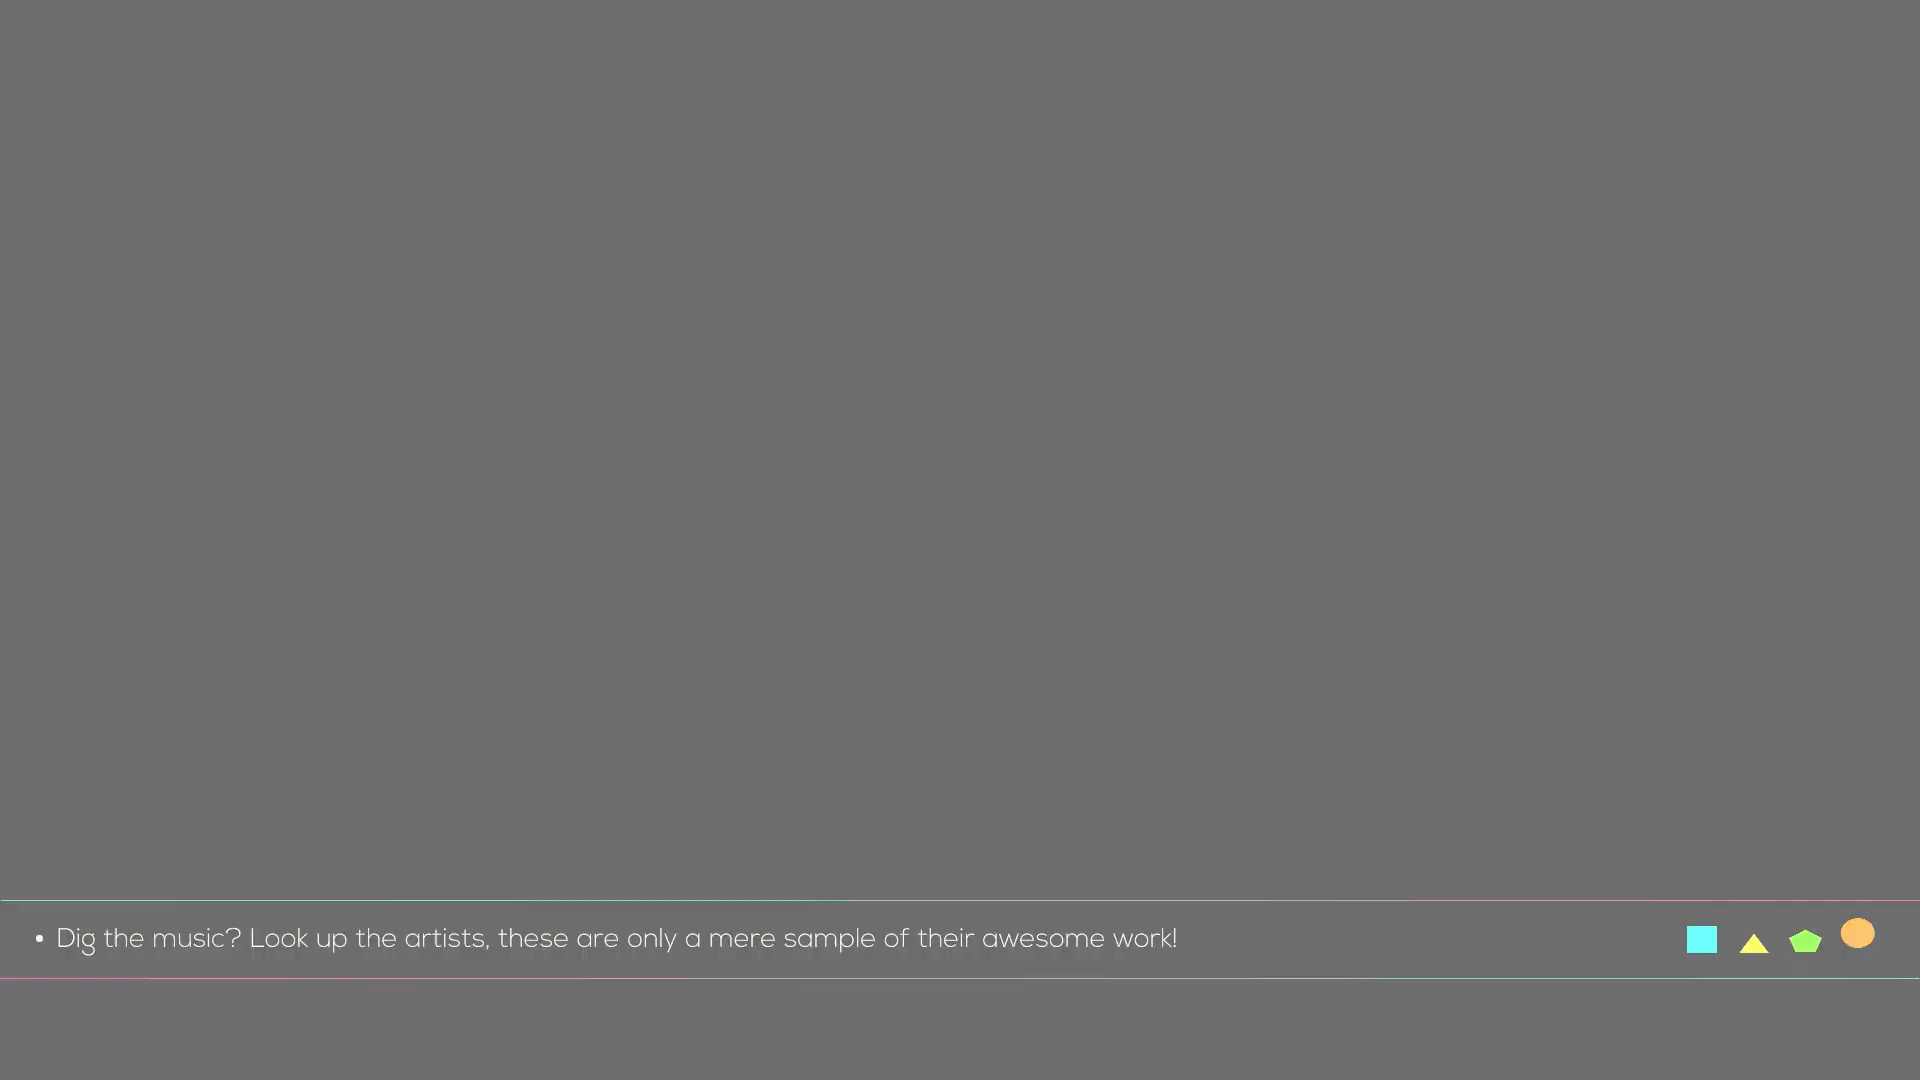 • Dig the music? Look up the artists, these are only a mere sample of their awesome work!